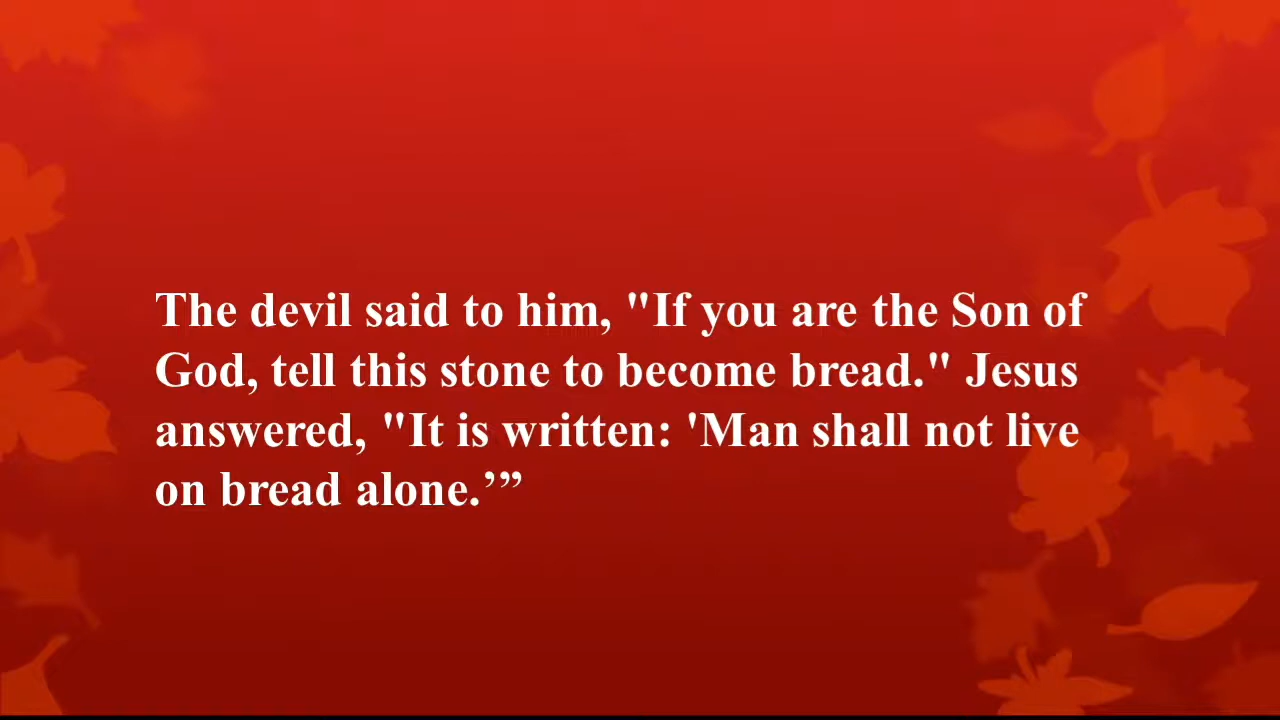 The devil said to him, "If you are the Son of
God, tell this stone to become bread." Jesus
answered, "It is written: 'Man shall not live
on bread alone.’”